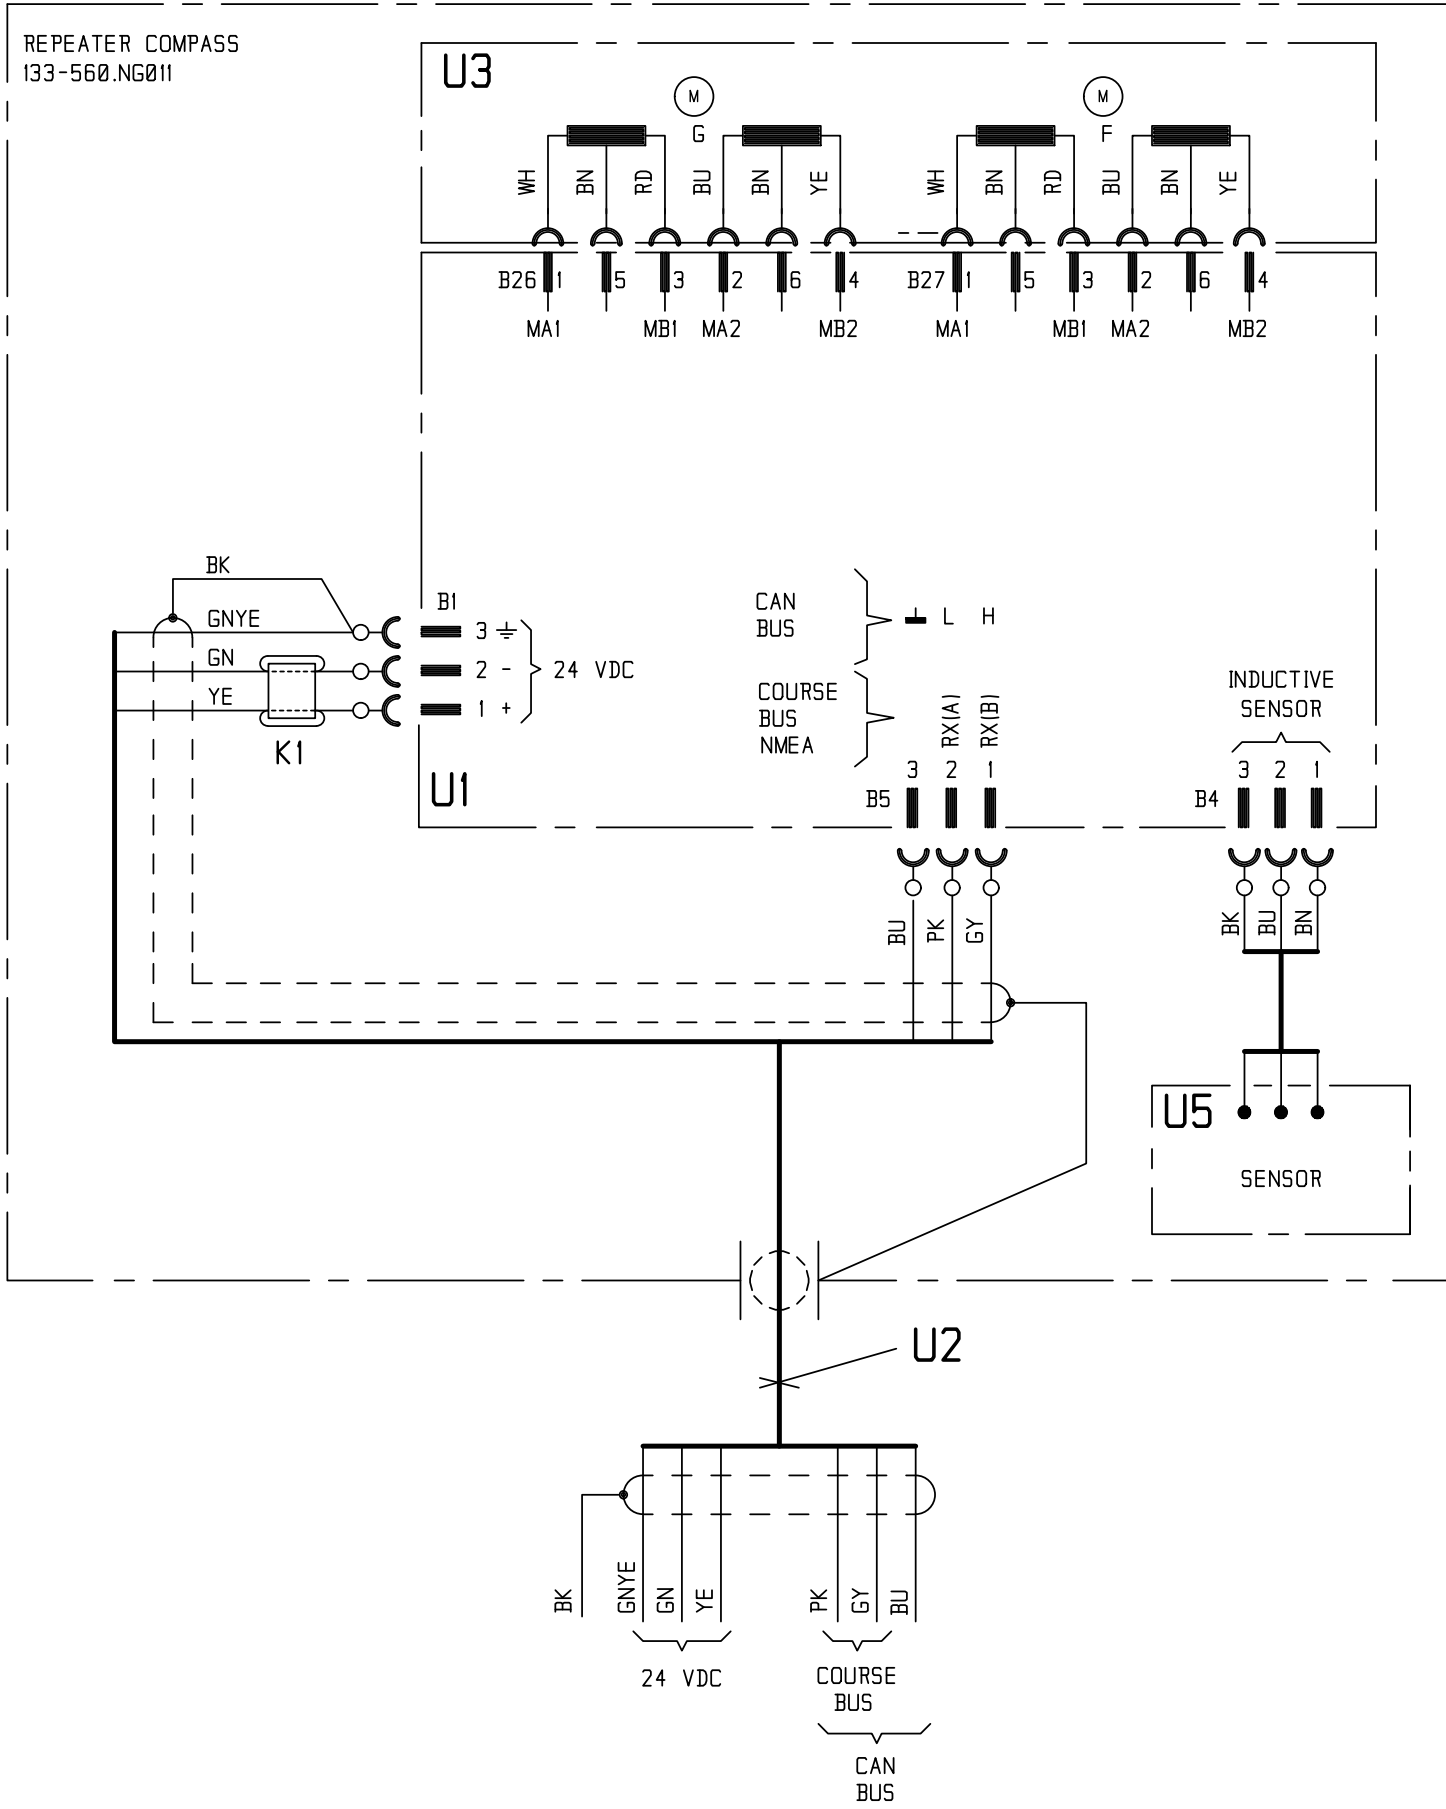 REPEATER COMPASS
133-560.NG011
U3
M
M
G
F
WH
BN
RD
BU
BN
YE
WH
BN
RD
BU
BN
YE
B26 1
5
3
2
6
4
B27 1
5
3
2
6
4
MA1
MB1
MA2
MB2
MA1
MB1
MA2
MB2
BK
GNYE
GN
YE
K1
B1
3
2 -
1 +
24 VDC
U1
CAN
BUS
L
H
COURSE
BUS
NMEA
RX(A)
RX(B)
3
2
1
B5
INDUCTIVE
SENSOR
3
2
1
B4
BU
PK
GY
BK
BU
BN
U5
SENSOR
U2
BK
GNYE
GN
YE
PK
GY
BU
24 VDC
COURSE
BUS
CAN
BUS